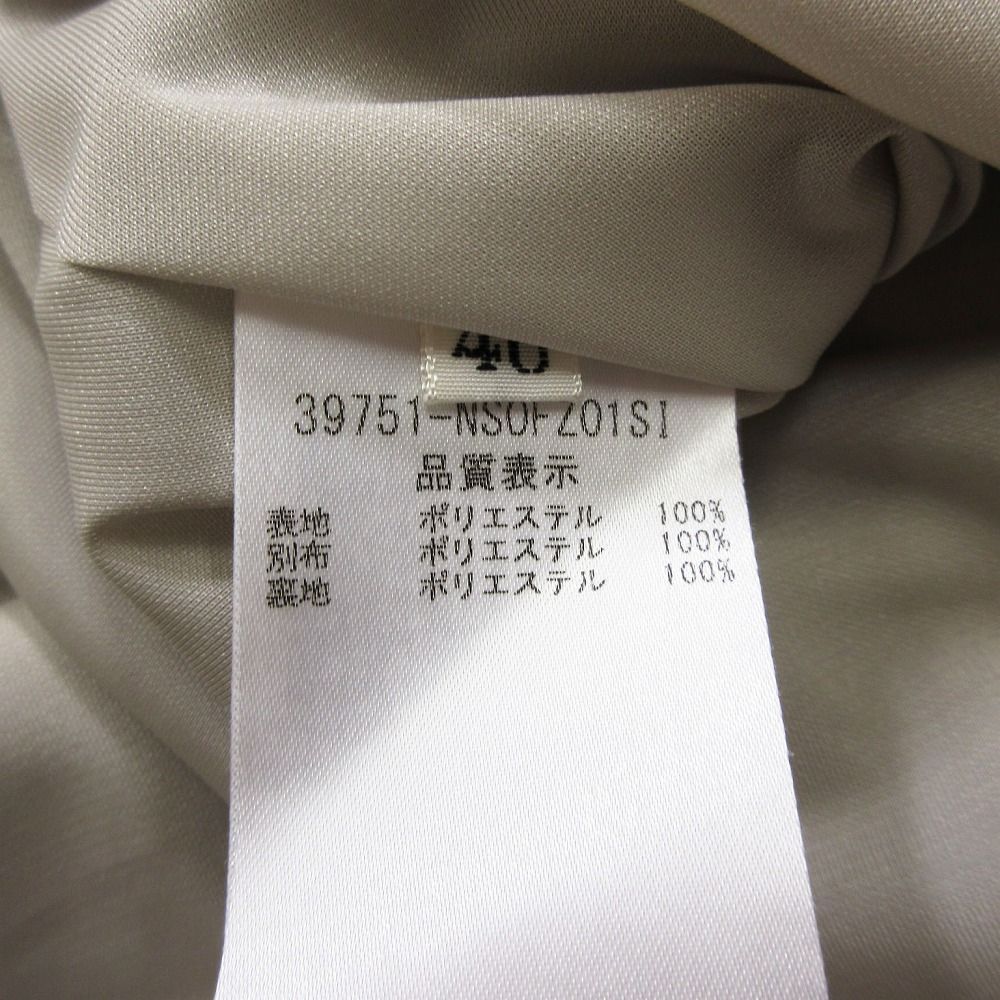 40
39751-NSOFZ01SI
品質表示
表地 ポリエステル 100%
別布 ポリエステル 100%
裏地 ポリエステル 100%